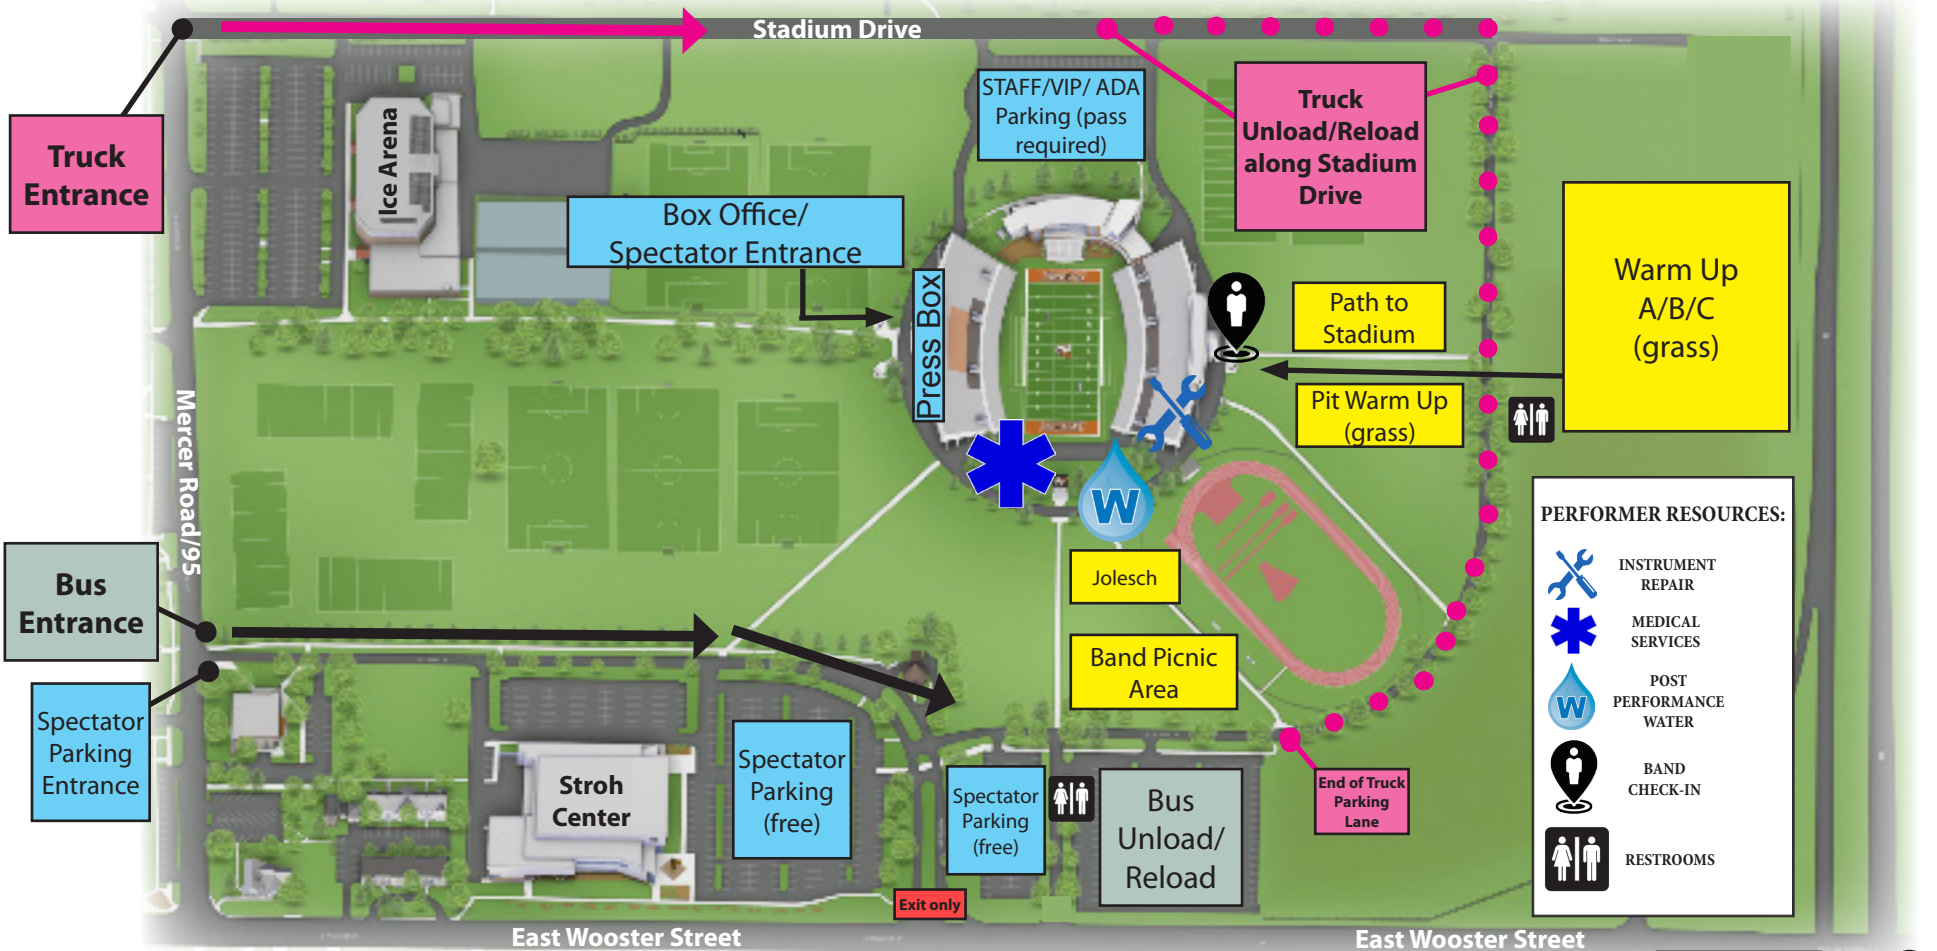 Stadium Drive
Truck
Entrance
Ice Arena
STAFF/VIP/ ADA
Parking (pass
required)
Truck
Unload/Reload
along Stadium
Drive
Box Office/
Spectator Entrance
Press Box
Path to
Stadium
Warm Up
A/B/C
(grass)
Pit Warm Up
(grass)
Mercer Road/95
W
Jolesch
Band Picnic
Area
Bus
Entrance
Spectator
Parking
Entrance
Stroh
Center
Spectator
Parking
(free)
Spectator
Parking
(free)
Bus
Unload/
Reload
End of Truck
Parking
Lane
Exit only
East Wooster Street
East Wooster Street
PERFORMER RESOURCES:
INSTRUMENT
REPAIR
MEDICAL
SERVICES
W
POST
PERFORMANCE
WATER
BAND
CHECK-IN
RESTROOMS